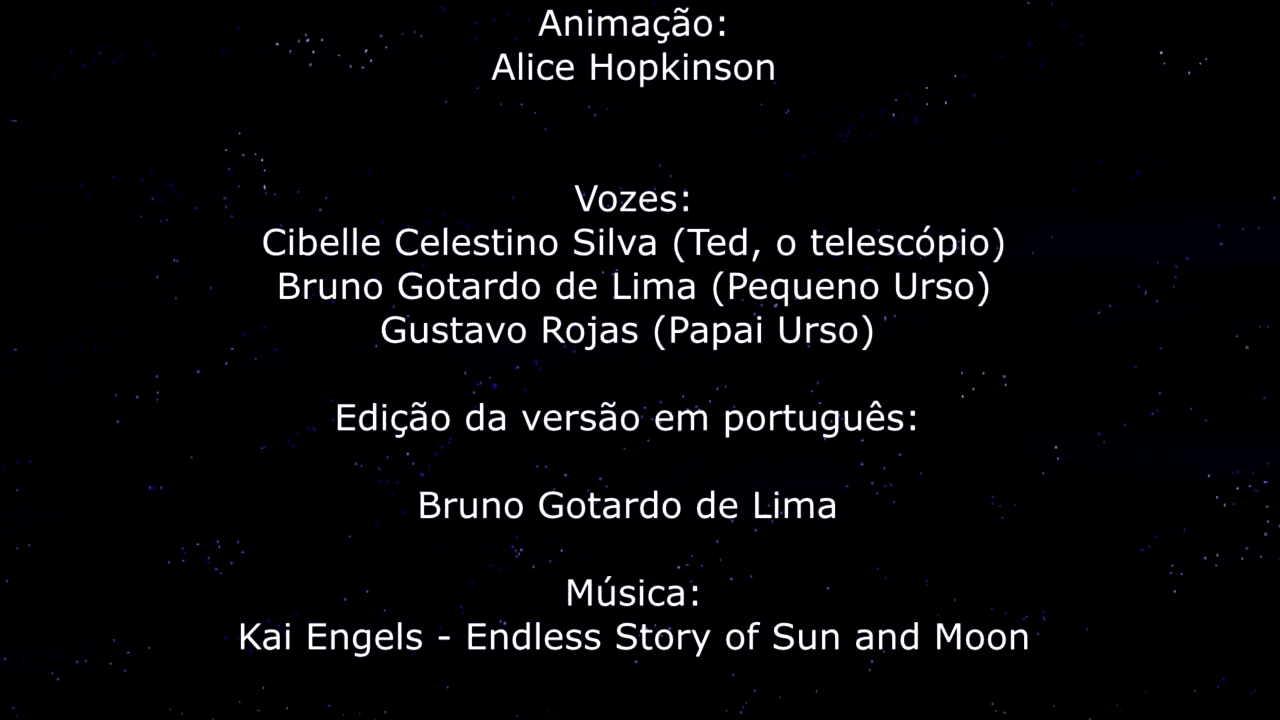 Animação:
Alice Hopkinson
Vozes:
Cibelle Celestino Silva (Ted, o telescópio)
Bruno Gotardo de Lima (Pequeno Urso)
Gustavo Rojas (Papai Urso)
Edição da versão em português:
Bruno Gotardo de Lima
Música:
Kai Engels - Endless Story of Sun and Moon